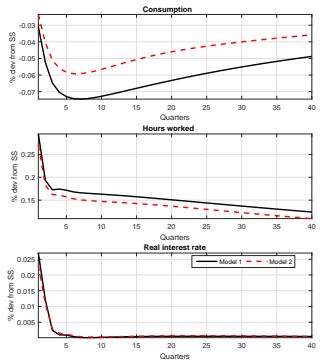 Consumption
-0.03
-0.04
-0.05
-0.06
-0.07
% dev from SS
5 10 15 20 25 30 35 40
Quarters
Hours worked
0.25
0.2
0.15
% dev from SS
5 10 15 20 25 30 35 40
Quarters
Real interest rate
0.025
0.02
0.015
0.01
0.005
% dev from SS
Model 1 Model 2
5 10 15 20 25 30 35 40
Quarters